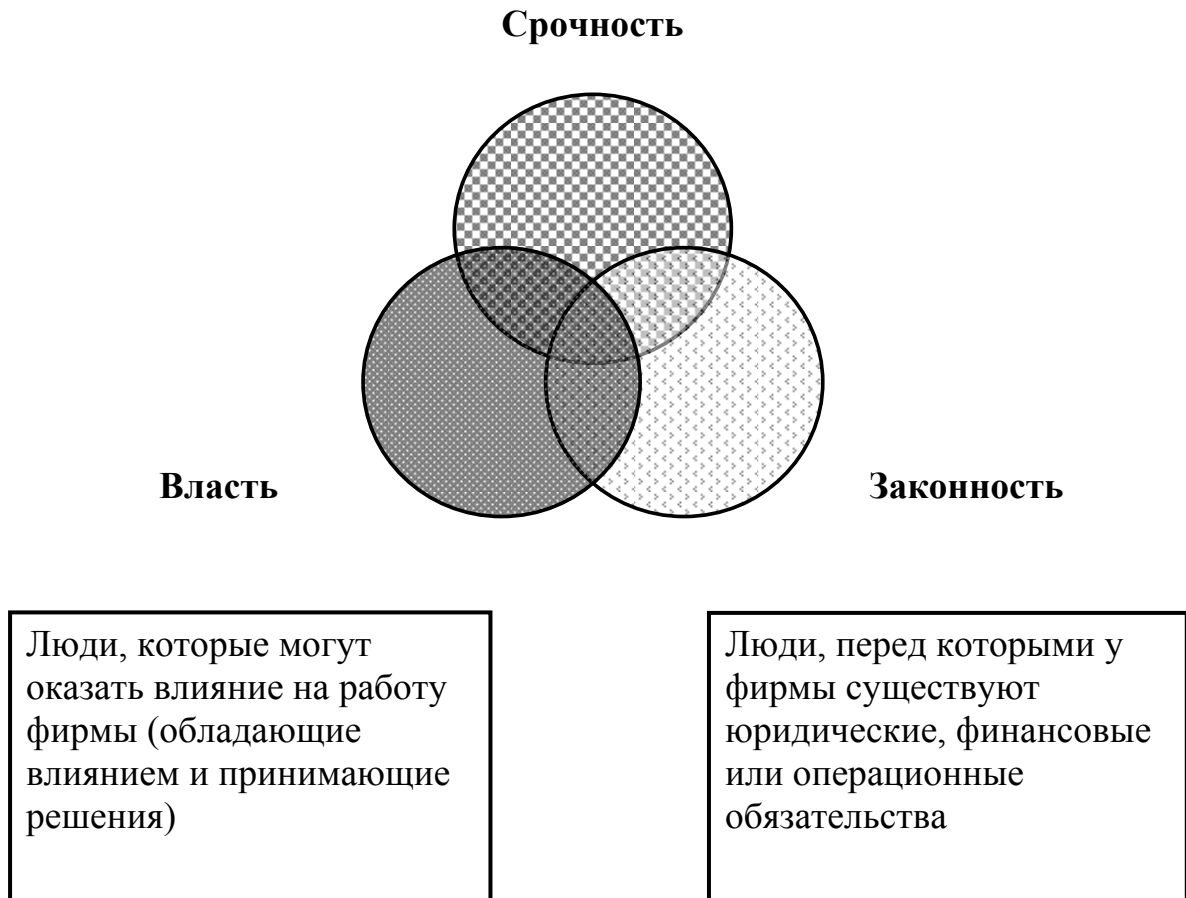 Срочность
Власть
Законность
Люди, которые могут
оказать влияние на работу
фирмы (обладающие
влиянием и принимающие
решения)
Люди, перед которыми у
фирмы существуют
юридические, финансовые
или операционные
обязательства